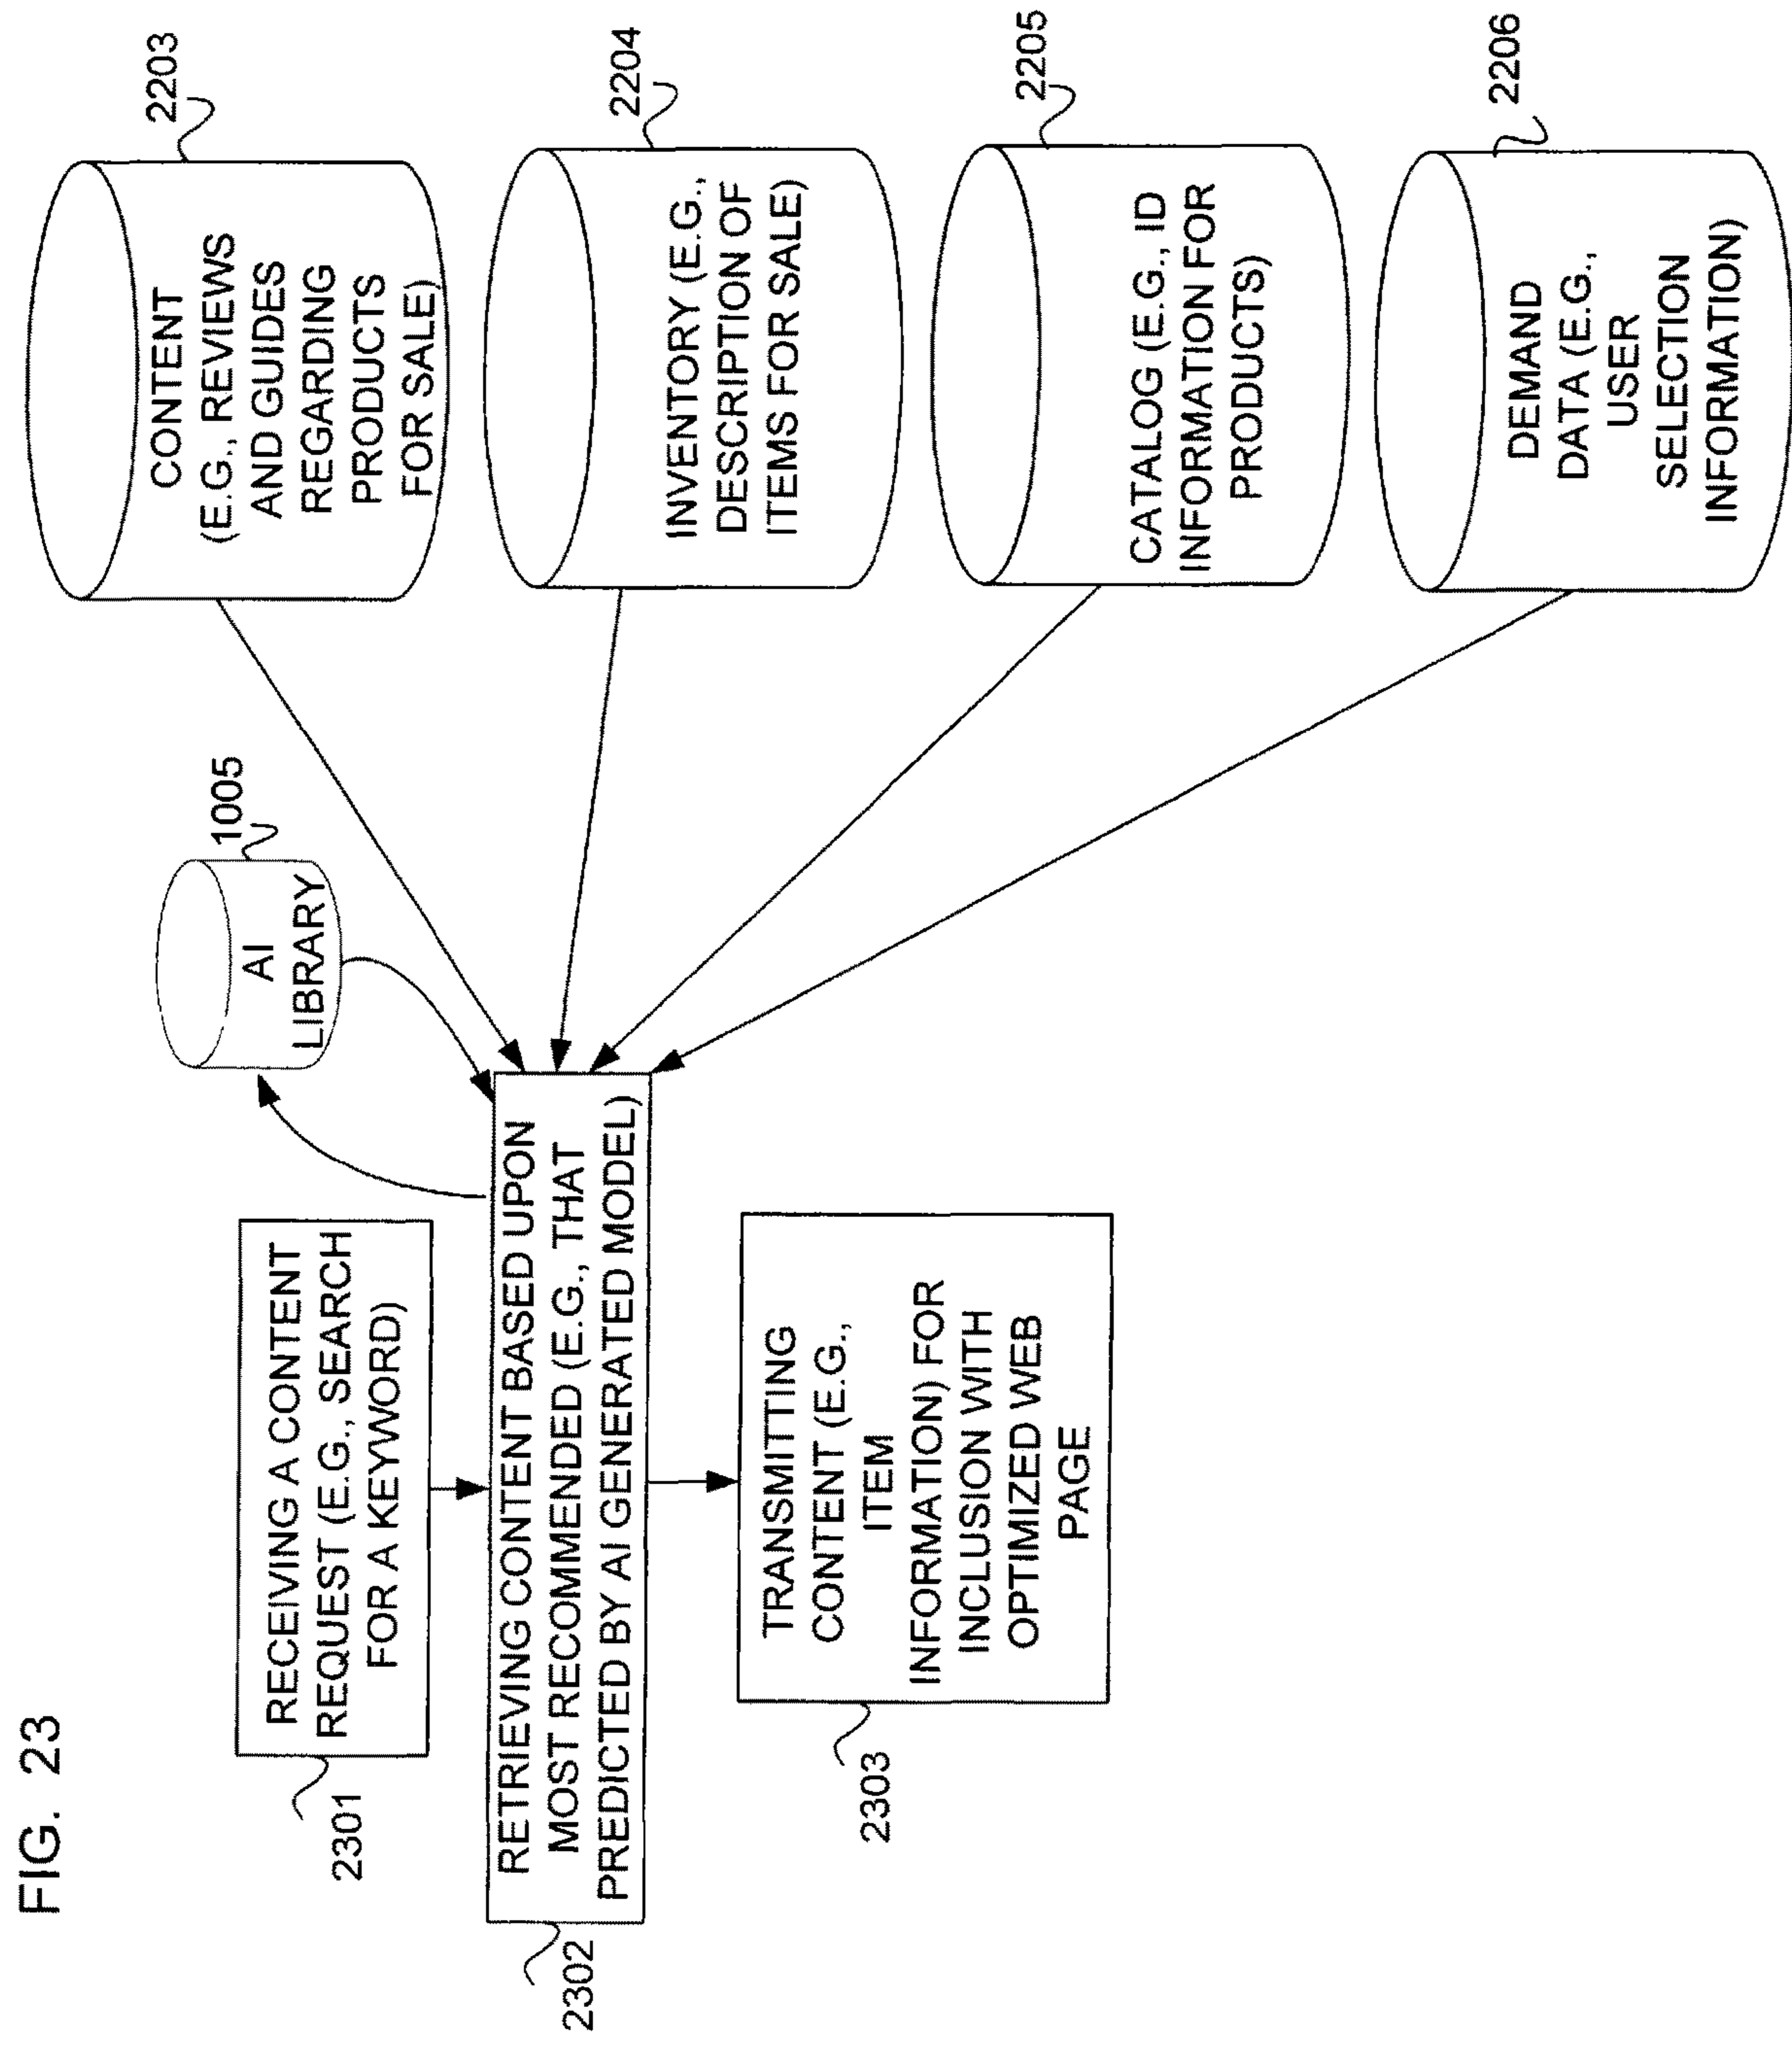 FIG. 23
2301
RECEIVING A CONTENT
REQUEST (E.G., SEARCH
FOR A KEYWORD)
2302
RETRIEVING CONTENT BASED UPON
MOST RECOMMENDED (E.G., THAT
PREDICTED BY AI GENERATED MODEL)
2303
TRANSMITTING
CONTENT (E.G.,
ITEM
INFORMATION) FOR
INCLUSION WITH
OPTIMIZED WEB
PAGE
1005
AI
LIBRARY
2203
CONTENT
(E.G., REVIEWS
AND GUIDES
REGARDING
PRODUCTS
FOR SALE)
2204
INVENTORY (E.G.,
DESCRIPTION OF
ITEMS FOR SALE)
2205
CATALOG (E.G., ID
INFORMATION FOR
PRODUCTS)
2206
DEMAND
DATA (E.G.,
USER
SELECTION
INFORMATION)